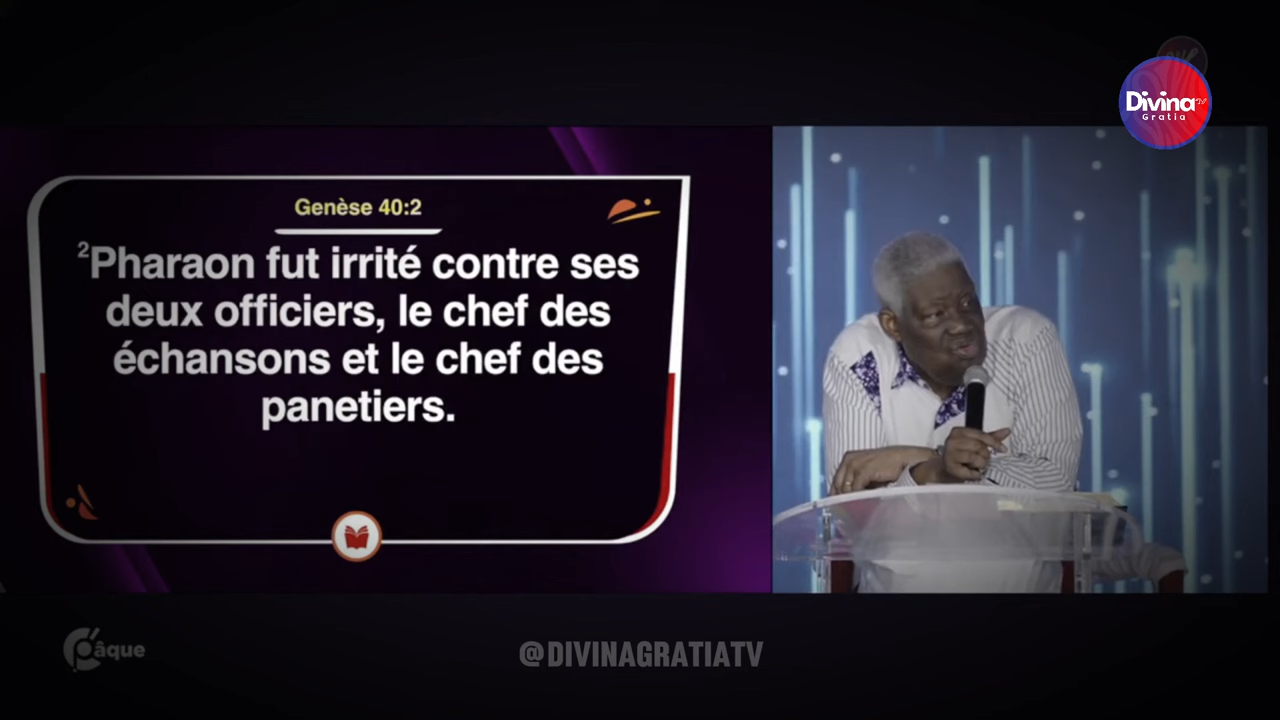 Divina TV
Gratia
Genèse 40:2
2Pharaon fut irrité contre ses
deux officiers, le chef des
échansons et le chef des
panetiers.
Pâque
@DIVINAGRATIATV